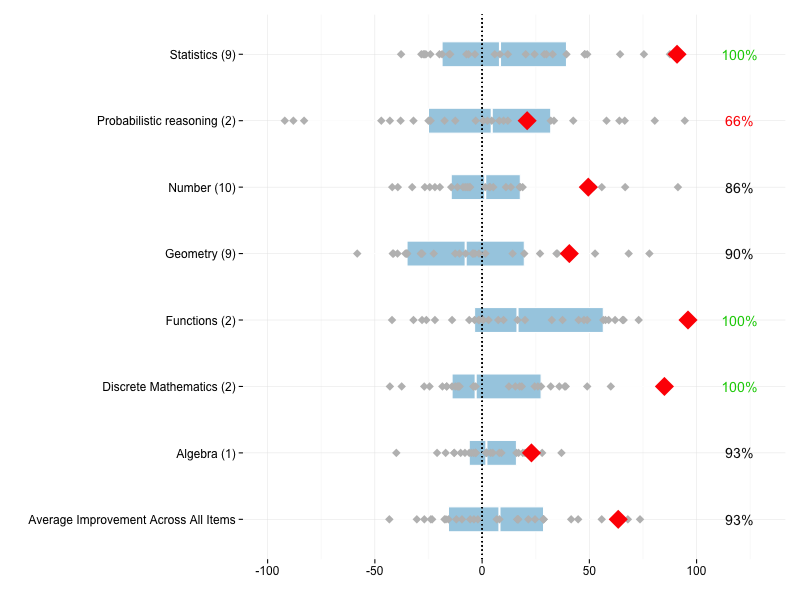 Statistics (9) 100%
Probabilistic reasoning (2) 66%
Number (10) 86%
Geometry (9) 90%
Functions (2) 100%
Discrete Mathematics (2) 100%
Algebra (1) 93%
Average Improvement Across All Items 93%
-100 -50 0 50 100